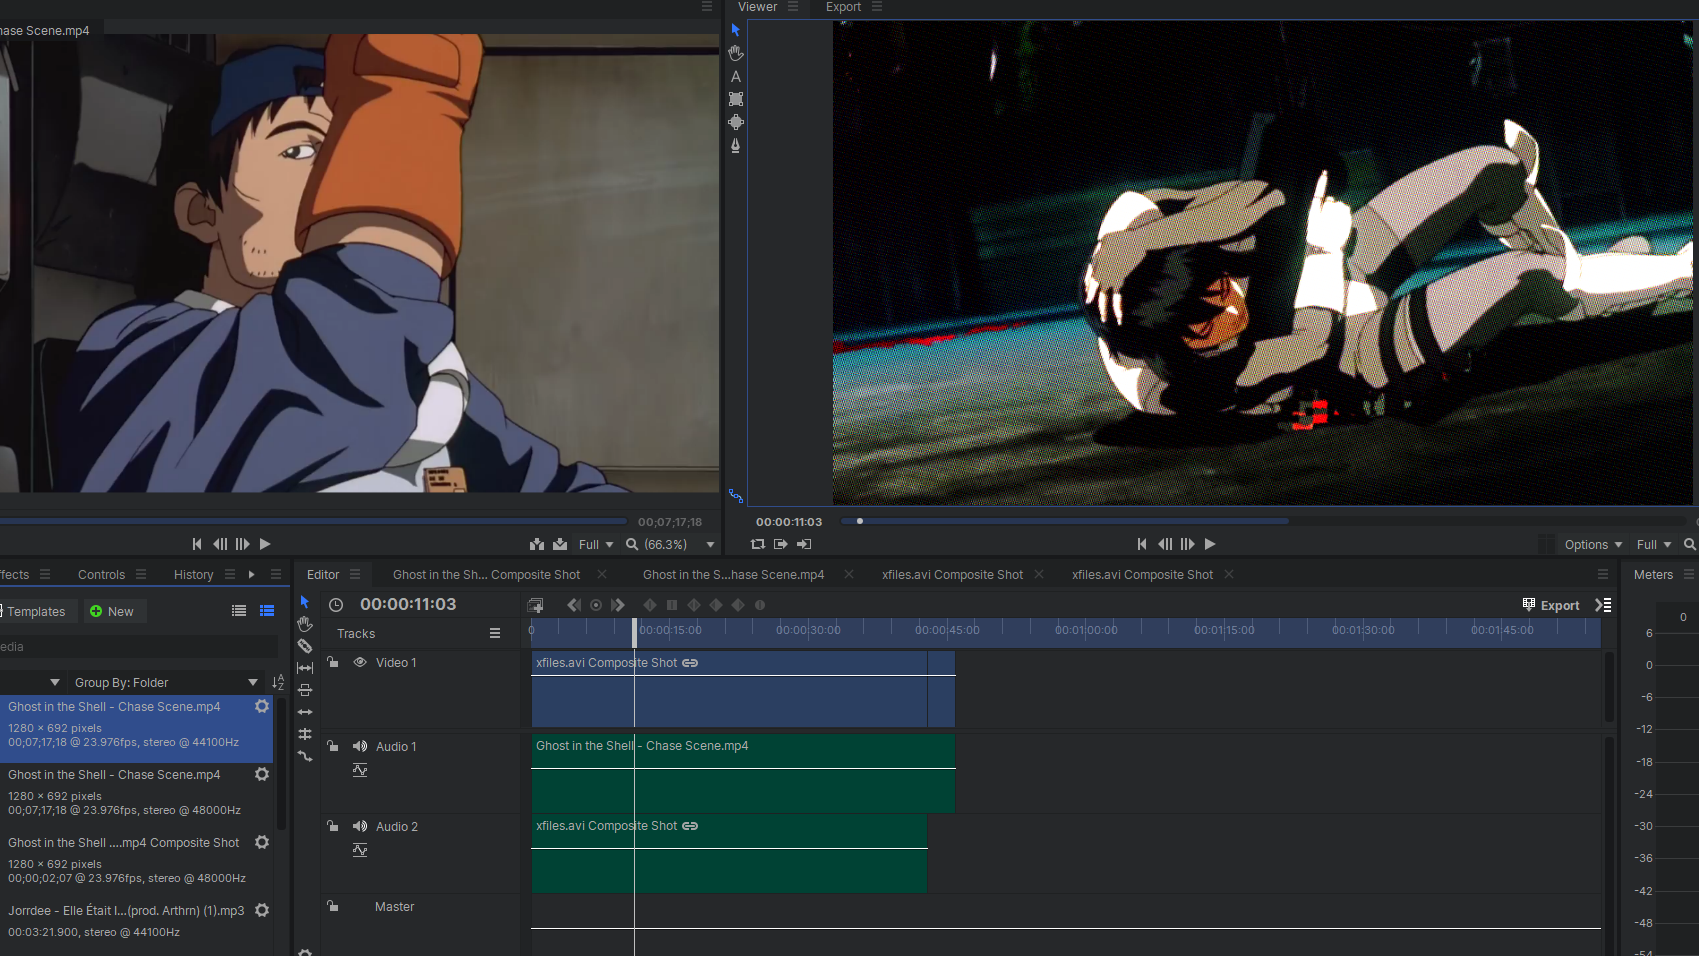 Viewer
Export
hase Scene.mp4
00;07;17;18
Full
(66.3%)
00:00:11:03
Options
Full
ffects
Controls
History
Editor
Ghost in the Sh... Composite Shot
Ghost in the S...hase Scene.mp4
xfiles.avi Composite Shot
xfiles.avi Composite Shot
Meters
Templates
New
00:00:11:03
Export
0
edia
Tracks
0
00:00:15:00
00:00:30:00
00:00:45:00
00:01:00:00
00:01:15:00
00:01:30:00
00:01:45:00
6
0
-6
-12
-18
-24
-30
-36
-42
-48
-54
Group By: Folder
Video 1
xfiles.avi Composite Shot
Ghost in the Shell - Chase Scene.mp4
1280 × 692 pixels
00;07;17;18 @ 23.976fps, stereo @ 44100Hz
Audio 1
Ghost in the Shell - Chase Scene.mp4
Ghost in the Shell - Chase Scene.mp4
1280 × 692 pixels
00;07;17;18 @ 23.976fps, stereo @ 48000Hz
Audio 2
xfiles.avi Composite Shot
Ghost in the Shell ....mp4 Composite Shot
1280 × 692 pixels
00;00;02;07 @ 23.976fps, stereo @ 48000Hz
Master
Jorrdee - Elle Était l...(prod. Arthrn) (1).mp3
00:03:21.900, stereo @ 44100Hz